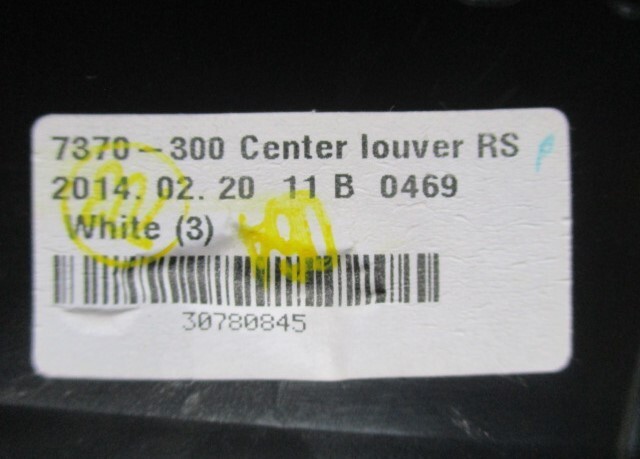 7370-300 Center louver RS
2014. 02. 20 11 B 0469
White (3)
30780845